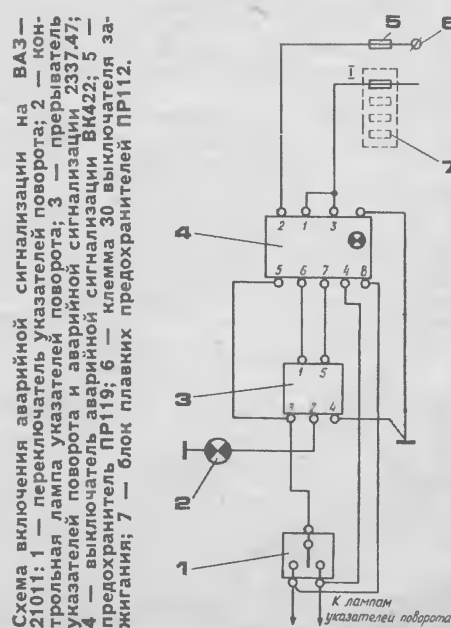 Схема включения аварийной сигнализации на ВАЗ—
21011: 1 — переключатель указателей поворота; 2 — кон-
трольная лампа указателей поворота; 3 — прерыватель
указателей поворота и аварийной сигнализации 2337.47;
4 — выключатель аварийной сигнализации ВК422; 5 —
предохранитель ПР119; 6 — клемма 30 выключателя за-
жигания; 7 — блок плавких предохранителей ПР112.
5 6
I
7
2 1 3
4
5 6 7 4 8
1 5
3
2 4
2
1
К лампам
указателей поворота